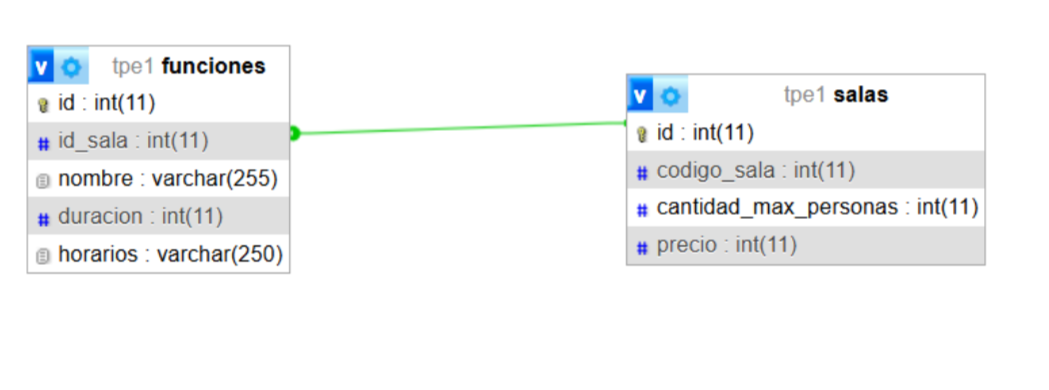 v tpe1 funciones
id : int(11)
# id_sala : int(11)
nombre : varchar(255)
# duracion : int(11)
horarios : varchar(250)
v tpe1 salas
id : int(11)
# codigo_sala : int(11)
# cantidad_max_personas : int(11)
# precio : int(11)